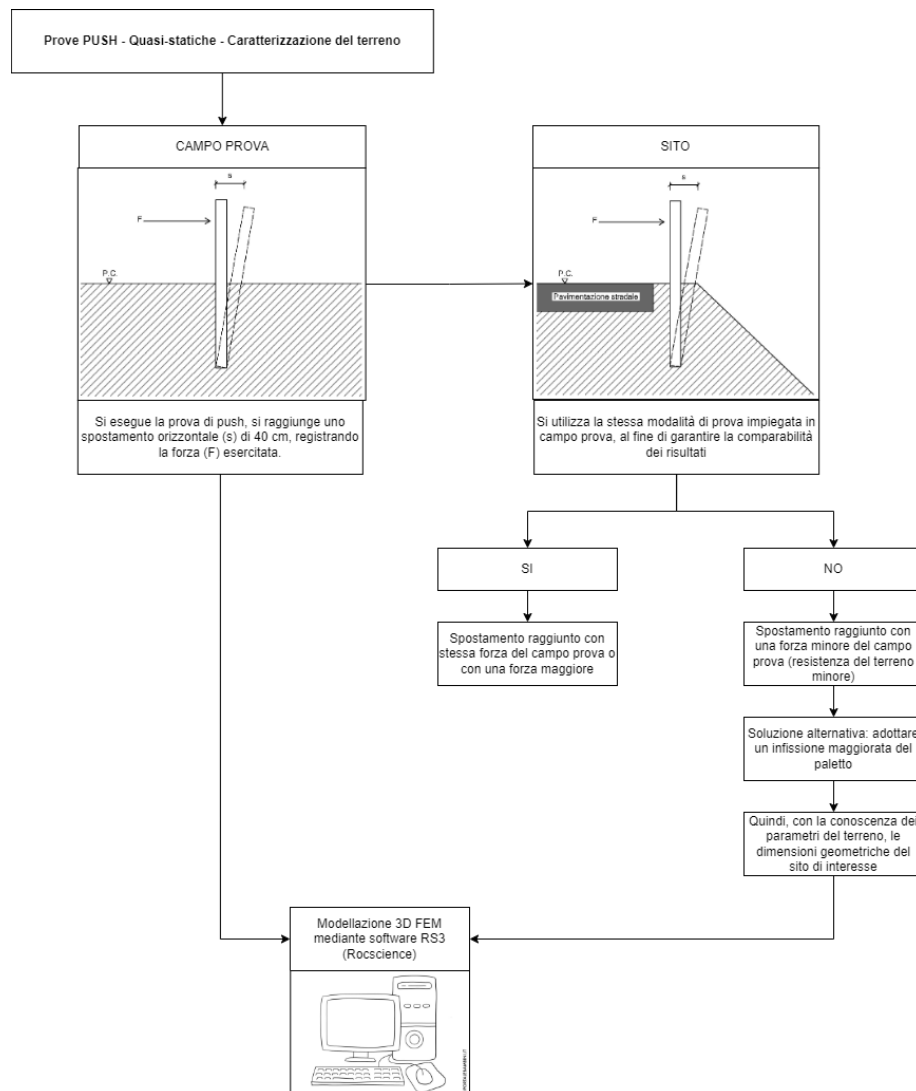 Prove PUSH - Quasi-statiche - Caratterizzazione del terreno
CAMPO PROVA
s
F
P.C.
Si esegue la prova di push, si raggiunge uno
spostamento orizzontale (s) di 40 cm, registrando
la forza (F) esercitata.
SITO
s
F
P.C.
Pavimentazione stradale
Si utilizza la stessa modalità di prova impiegata in
campo prova, al fine di garantire la comparabilità
dei risultati
SI
Spostamento raggiunto con
stessa forza del campo prova o
con una forza maggiore
NO
Spostamento raggiunto con
una forza minore del campo
prova (resistenza del terreno
minore)
Soluzione alternativa: adottare
un infissione maggiorata del
paletto
Quindi, con la conoscenza dei
parametri del terreno, le
dimensioni geometriche del
sito di interesse
Modellazione 3D FEM
mediante software RS3
(Rocscience)